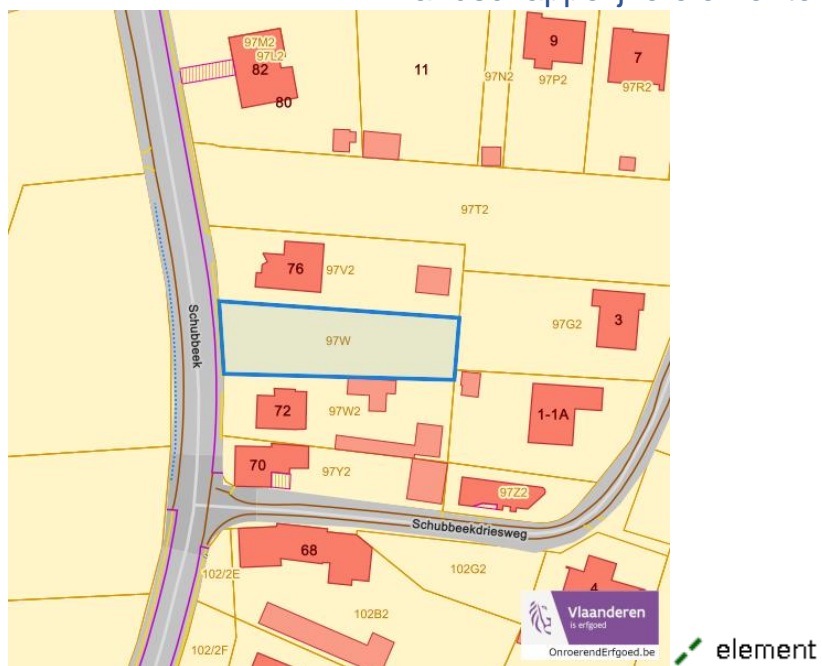 97M2
97L2
82
80
11
97N2
9
97P2
7
97R2
97T2
76
97V2
97W
97G2
3
Schubbeek
72
97W2
1-1A
70
97Y2
97Z2
Schubbeekdriesweg
68
102/2E
102G2
4
102B2
102/2F
Vlaanderen
is erfgoed
OnroerendErfgoed.be
element